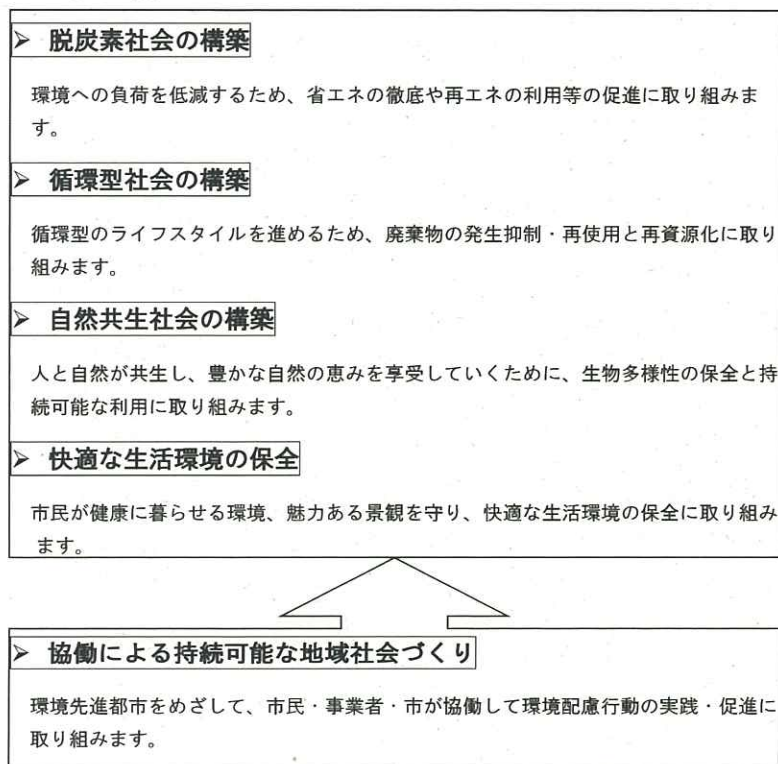 ➢ 脱炭素社会の構築
環境への負荷を低減するため、省エネの徹底や再エネの利用等の促進に取り組みま
す。
➢ 循環型社会の構築
循環型のライフスタイルを進めるため、廃棄物の発生抑制・再使用と再資源化に取り
組みます。
➢ 自然共生社会の構築
人と自然が共生し、豊かな自然の恵みを享受していくために、生物多様性の保全と持
続可能な利用に取り組みます。
➢ 快適な生活環境の保全
市民が健康に暮らせる環境、魅力ある景観を守り、快適な生活環境の保全に取り組み
ます。
➢ 協働による持続可能な地域社会づくり
環境先進都市をめざして、市民・事業者・市が協働して環境配慮行動の実践・促進に
取り組みます。